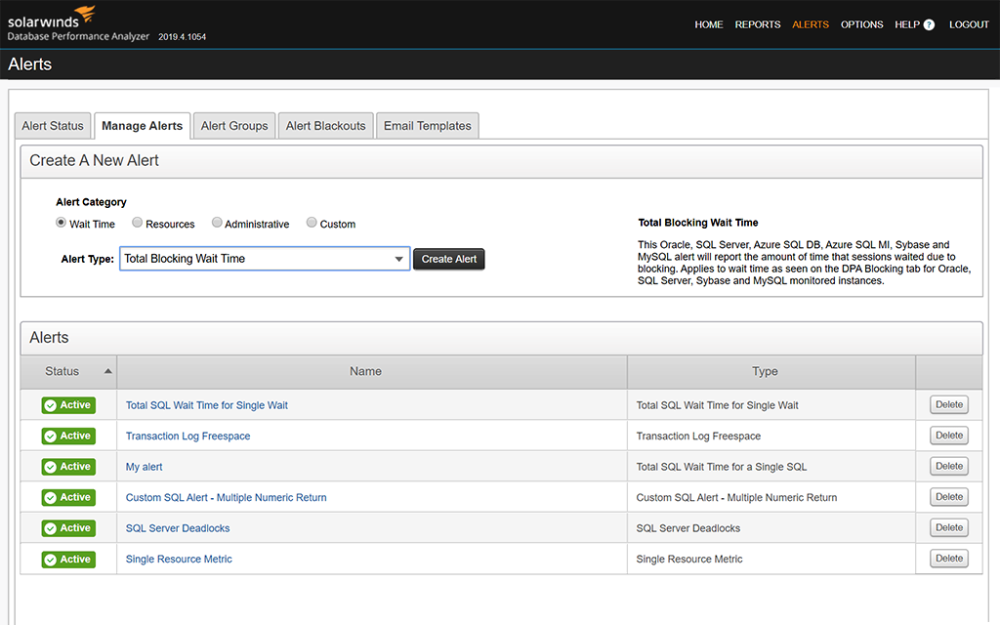 solarwinds
Database Performance Analyzer 2019.4.1054
HOME REPORTS ALERTS OPTIONS HELP ? LOGOUT
Alerts
Alert Status Manage Alerts Alert Groups Alert Blackouts Email Templates
Create A New Alert
Alert Category
Wait Time Resources Administrative Custom
Alert Type: Total Blocking Wait Time Create Alert
Total Blocking Wait Time
This Oracle, SQL Server, Azure SQL DB, Azure SQL MI, Sybase and
MySQL alert will report the amount of time that sessions waited due to
blocking. Applies to wait time as seen on the DPA Blocking tab for Oracle,
SQL Server, Sybase and MySQL monitored instances.
Alerts
Status Name Type
Active Total SQL Wait Time for Single Wait Total SQL Wait Time for Single Wait Delete
Active Transaction Log Freespace Transaction Log Freespace Delete
Active My alert Total SQL Wait Time for a Single SQL Delete
Active Custom SQL Alert - Multiple Numeric Return Custom SQL Alert - Multiple Numeric Return Delete
Active SQL Server Deadlocks SQL Server Deadlocks Delete
Active Single Resource Metric Single Resource Metric Delete